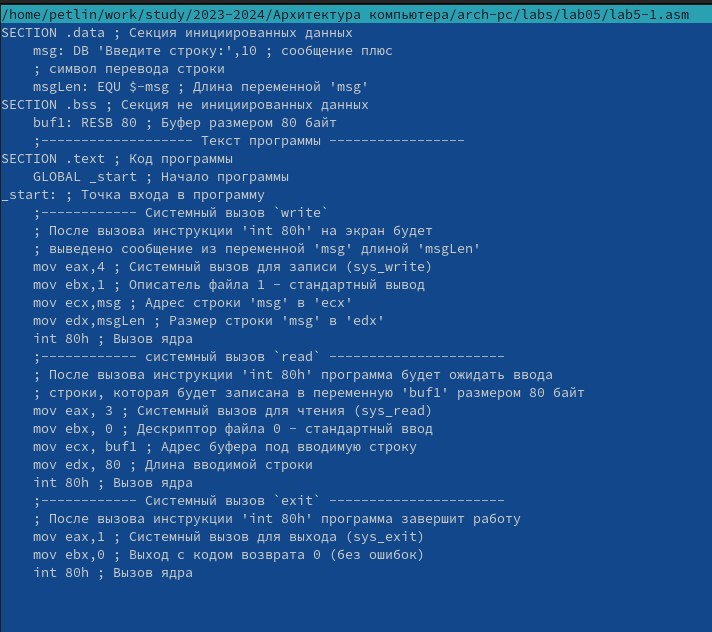 /home/petlin/work/study/2023-2024/Архитектура компьютера/arch-pc/labs/lab05/lab5-1.asm
SECTION .data ; Секция инициированных данных
    msg: DB 'Введите строку:',10 ; сообщение плюс
    ; символ перевода строки
    msgLen: EQU $-msg ; Длина переменной 'msg'
SECTION .bss ; Секция не инициированных данных
    buf1: RESB 80 ; Буфер размером 80 байт
    ;------------------- Текст программы -----------------
SECTION .text ; Код программы
    GLOBAL _start ; Начало программы
_start: ; Точка входа в программу
    ;------------ Системный вызов `write`
    ; После вызова инструкции 'int 80h' на экран будет
    ; выведено сообщение из переменной 'msg' длиной 'msgLen'
    mov eax,4 ; Системный вызов для записи (sys_write)
    mov ebx,1 ; Описатель файла 1 - стандартный вывод
    mov ecx,msg ; Адрес строки 'msg' в 'ecx'
    mov edx,msgLen ; Размер строки 'msg' в 'edx'
    int 80h ; Вызов ядра
    ;------------ системный вызов `read` ----------------------
    ; После вызова инструкции 'int 80h' программа будет ожидать ввода
    ; строки, которая будет записана в переменную 'buf1' размером 80 байт
    mov eax, 3 ; Системный вызов для чтения (sys_read)
    mov ebx, 0 ; Дескриптор файла 0 - стандартный ввод
    mov ecx, buf1 ; Адрес буфера под вводимую строку
    mov edx, 80 ; Длина вводимой строки
    int 80h ; Вызов ядра
    ;------------ Системный вызов `exit` ----------------------
    ; После вызова инструкции 'int 80h' программа завершит работу
    mov eax,1 ; Системный вызов для выхода (sys_exit)
    mov ebx,0 ; Выход с кодом возврата 0 (без ошибок)
    int 80h ; Вызов ядра